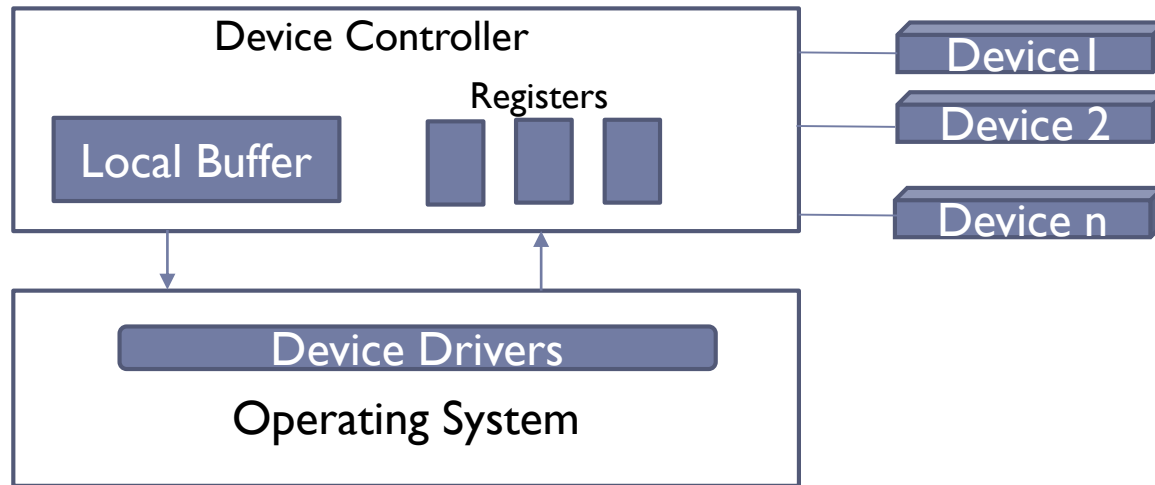 Device Controller
Registers
Local Buffer
Device1
Device 2
Device n
Device Drivers
Operating System